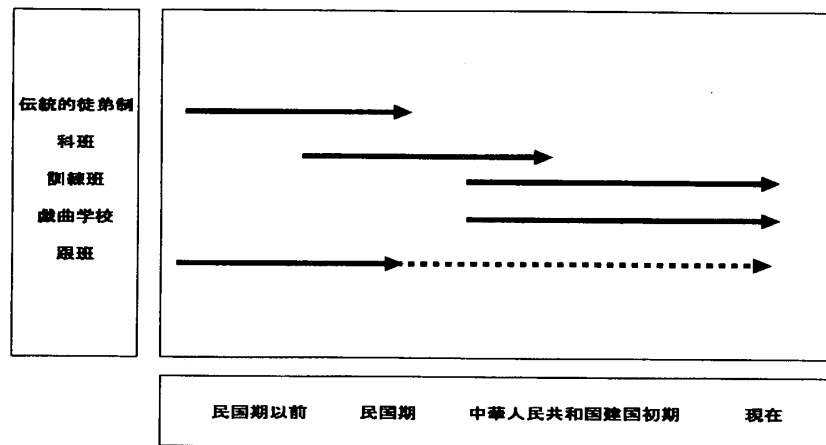 伝統的徒弟制
科班
訓練班
戯曲学校
跟班
民国期以前 民国期 中華人民共和国建国初期 現在